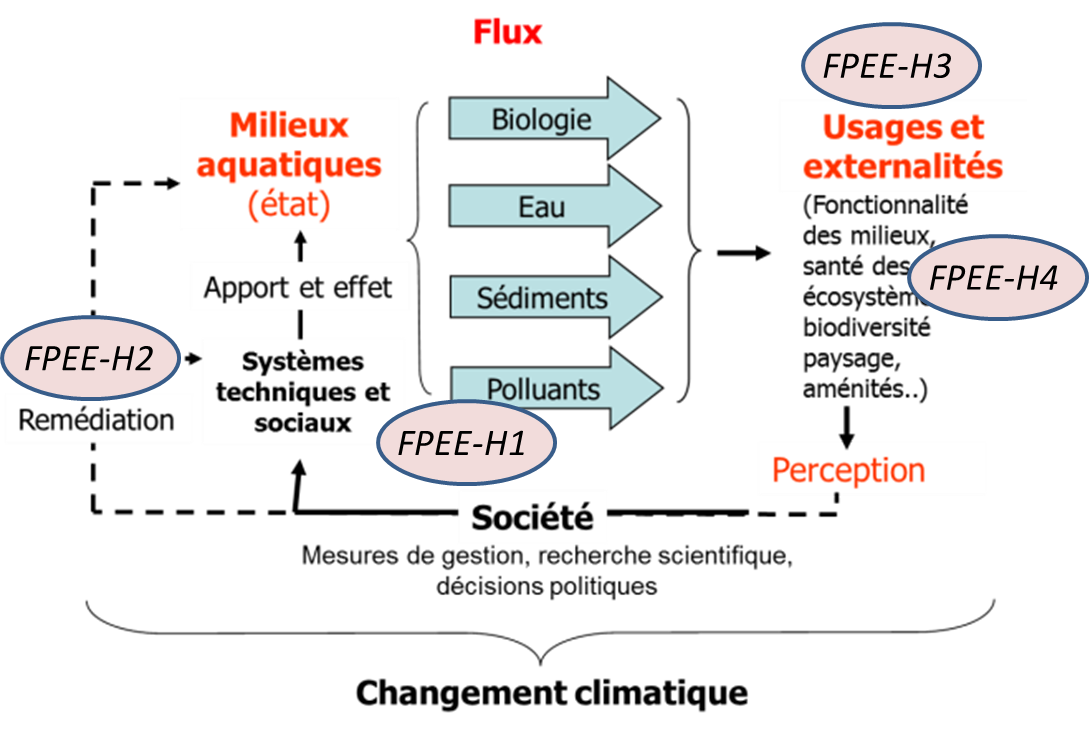 Flux
FPEE-H3
Milieux
aquatiques
(état)
Biologie
Eau
Sédiments
Polluants
Usages et
externalités
(Fonctionnalité
des milieux,
santé des
écosystèm
biodiversité
paysage,
aménités..)
FPEE-H4
Apport et effet
FPEE-H2
Remédiation
Systèmes
techniques et
sociaux
FPEE-H1
Perception
Société
Mesures de gestion, recherche scientifique,
décisions politiques
Changement climatique